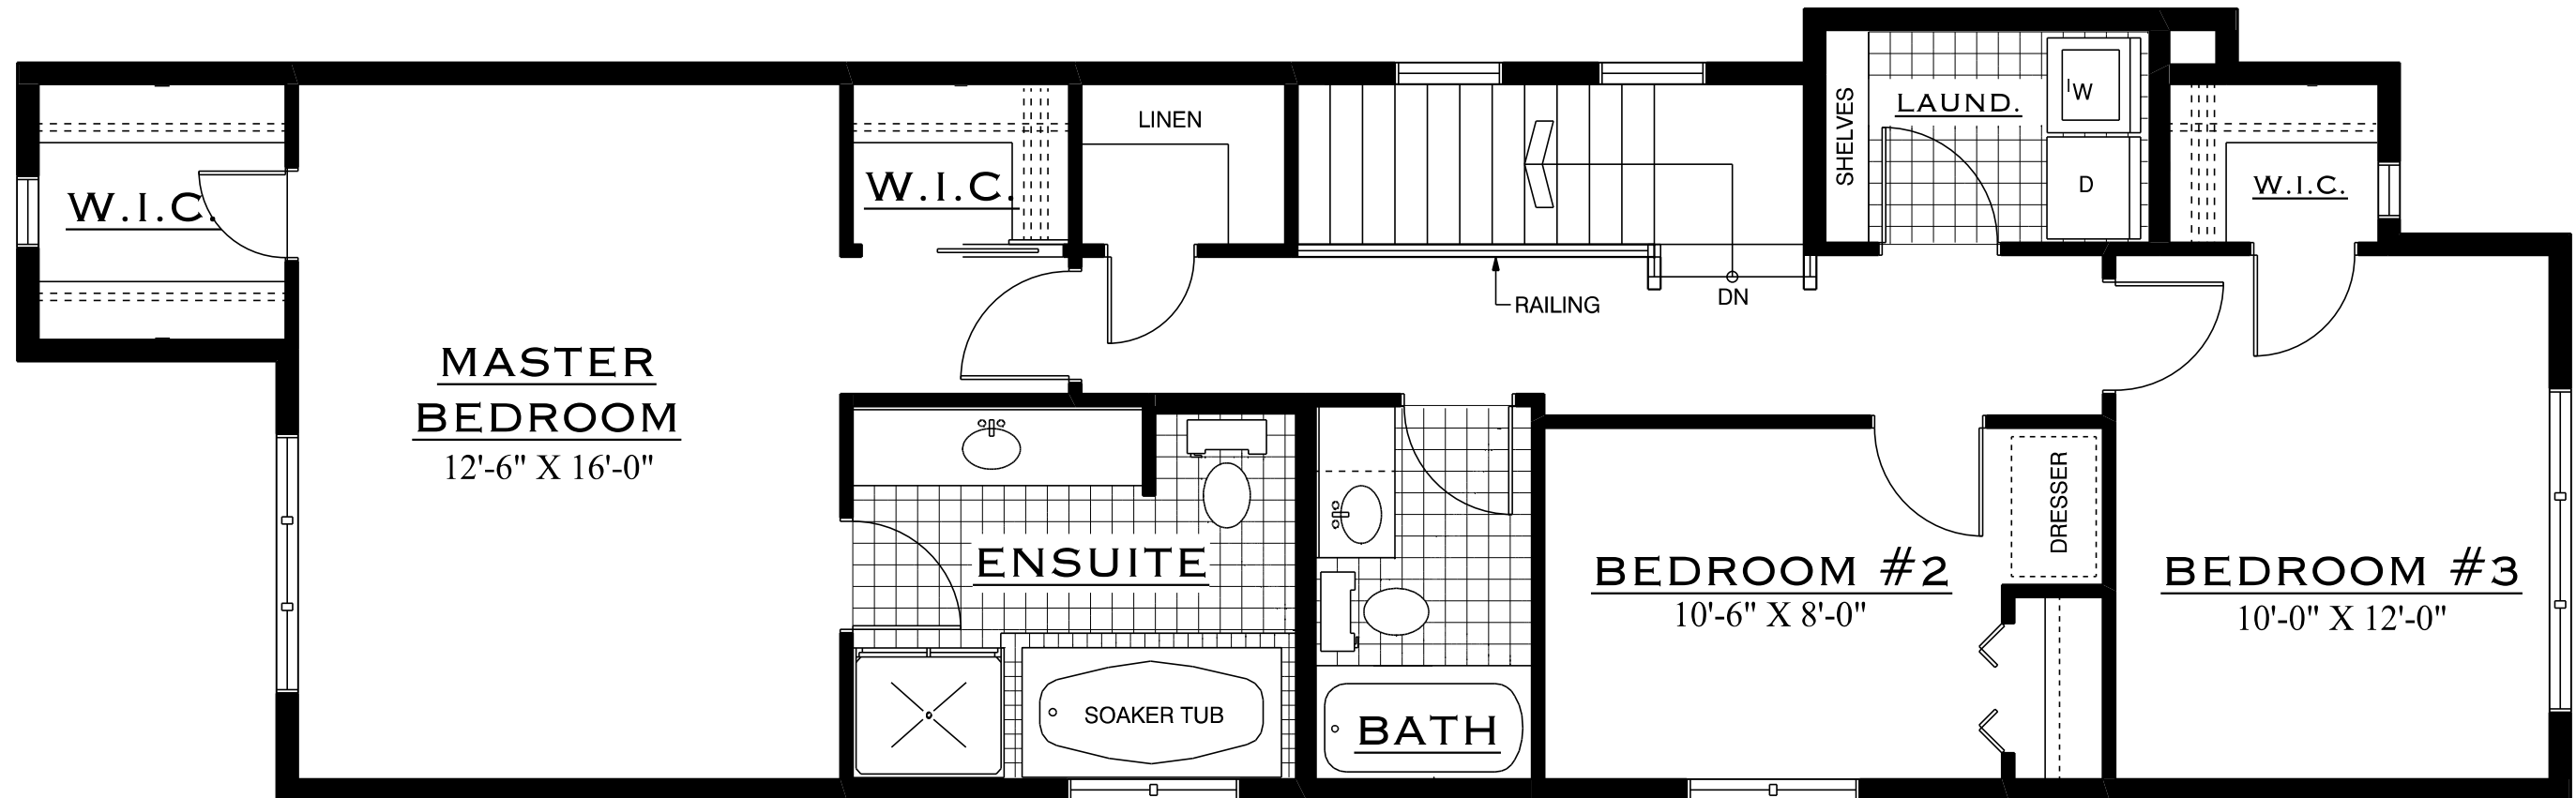 W.I.C.
MASTER
BEDROOM
12'-6" X 16'-0"
W.I.C.
LINEN
RAILING
DN
SHELVES
LAUND.
W
D
W.I.C.
ENSUITE
SOAKER TUB
BATH
BEDROOM #2
10'-6" X 8'-0"
DRESSER
BEDROOM #3
10'-0" X 12'-0"